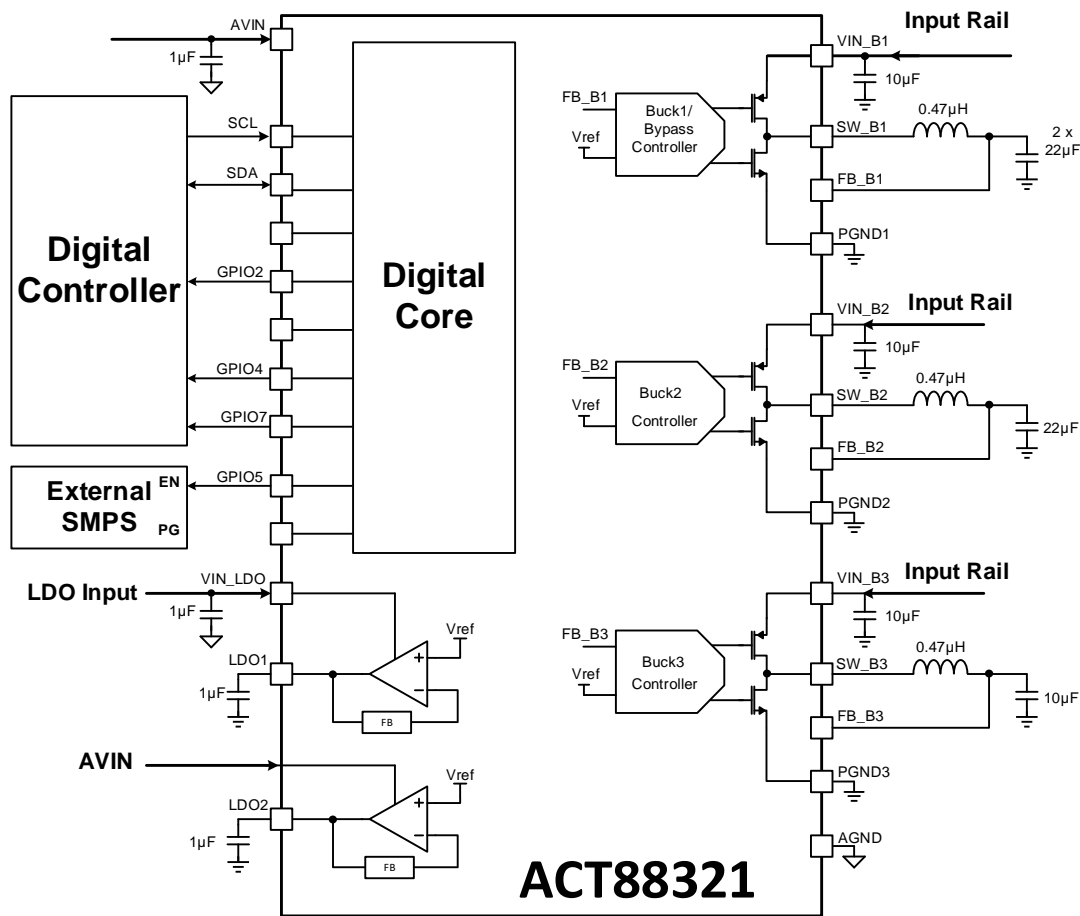 AVIN
1µF
Digital
Controller
SCL
SDA
GPIO2
GPIO4
GPIO7
GPIO5
External
SMPS
EN
PG
Digital
Core
LDO Input
VIN_LDO
1µF
LDO1
1µF
Vref
+
−
FB
AVIN
LDO2
1µF
Vref
+
−
FB
Input Rail
VIN_B1
10µF
FB_B1
Vref
Buck1/
Bypass
Controller
SW_B1
0.47µH
2 x
22µF
FB_B1
PGND1
Input Rail
VIN_B2
10µF
FB_B2
Vref
Buck2
Controller
SW_B2
0.47µH
22µF
FB_B2
PGND2
Input Rail
VIN_B3
10µF
FB_B3
Vref
Buck3
Controller
SW_B3
0.47µH
10µF
FB_B3
PGND3
AGND
ACT88321